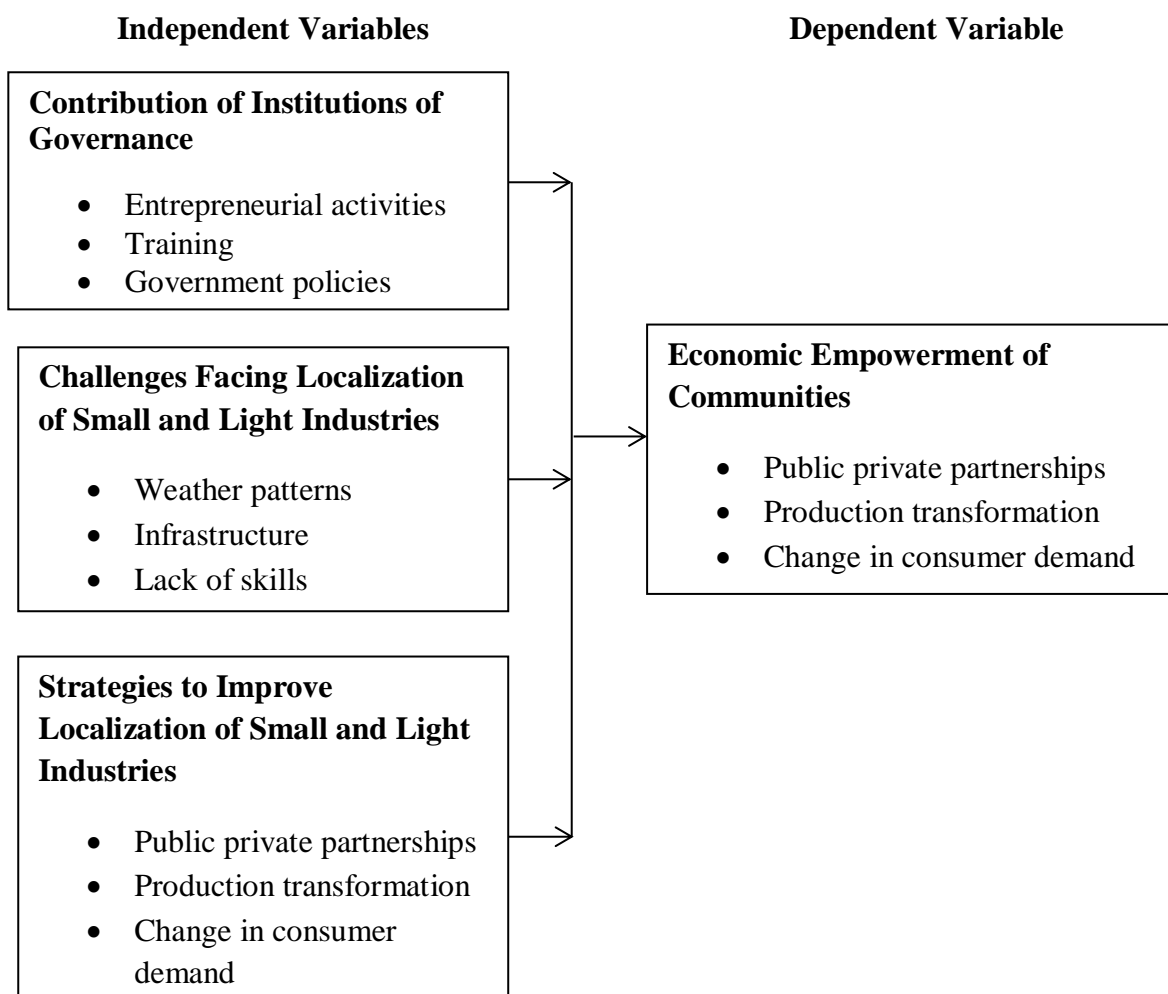 Independent Variables
Dependent Variable
Contribution of Institutions of
Governance
• Entrepreneurial activities
• Training
• Government policies
Challenges Facing Localization
of Small and Light Industries
• Weather patterns
• Infrastructure
• Lack of skills
Strategies to Improve
Localization of Small and Light
Industries
• Public private partnerships
• Production transformation
• Change in consumer
demand
Economic Empowerment of
Communities
• Public private partnerships
• Production transformation
• Change in consumer demand